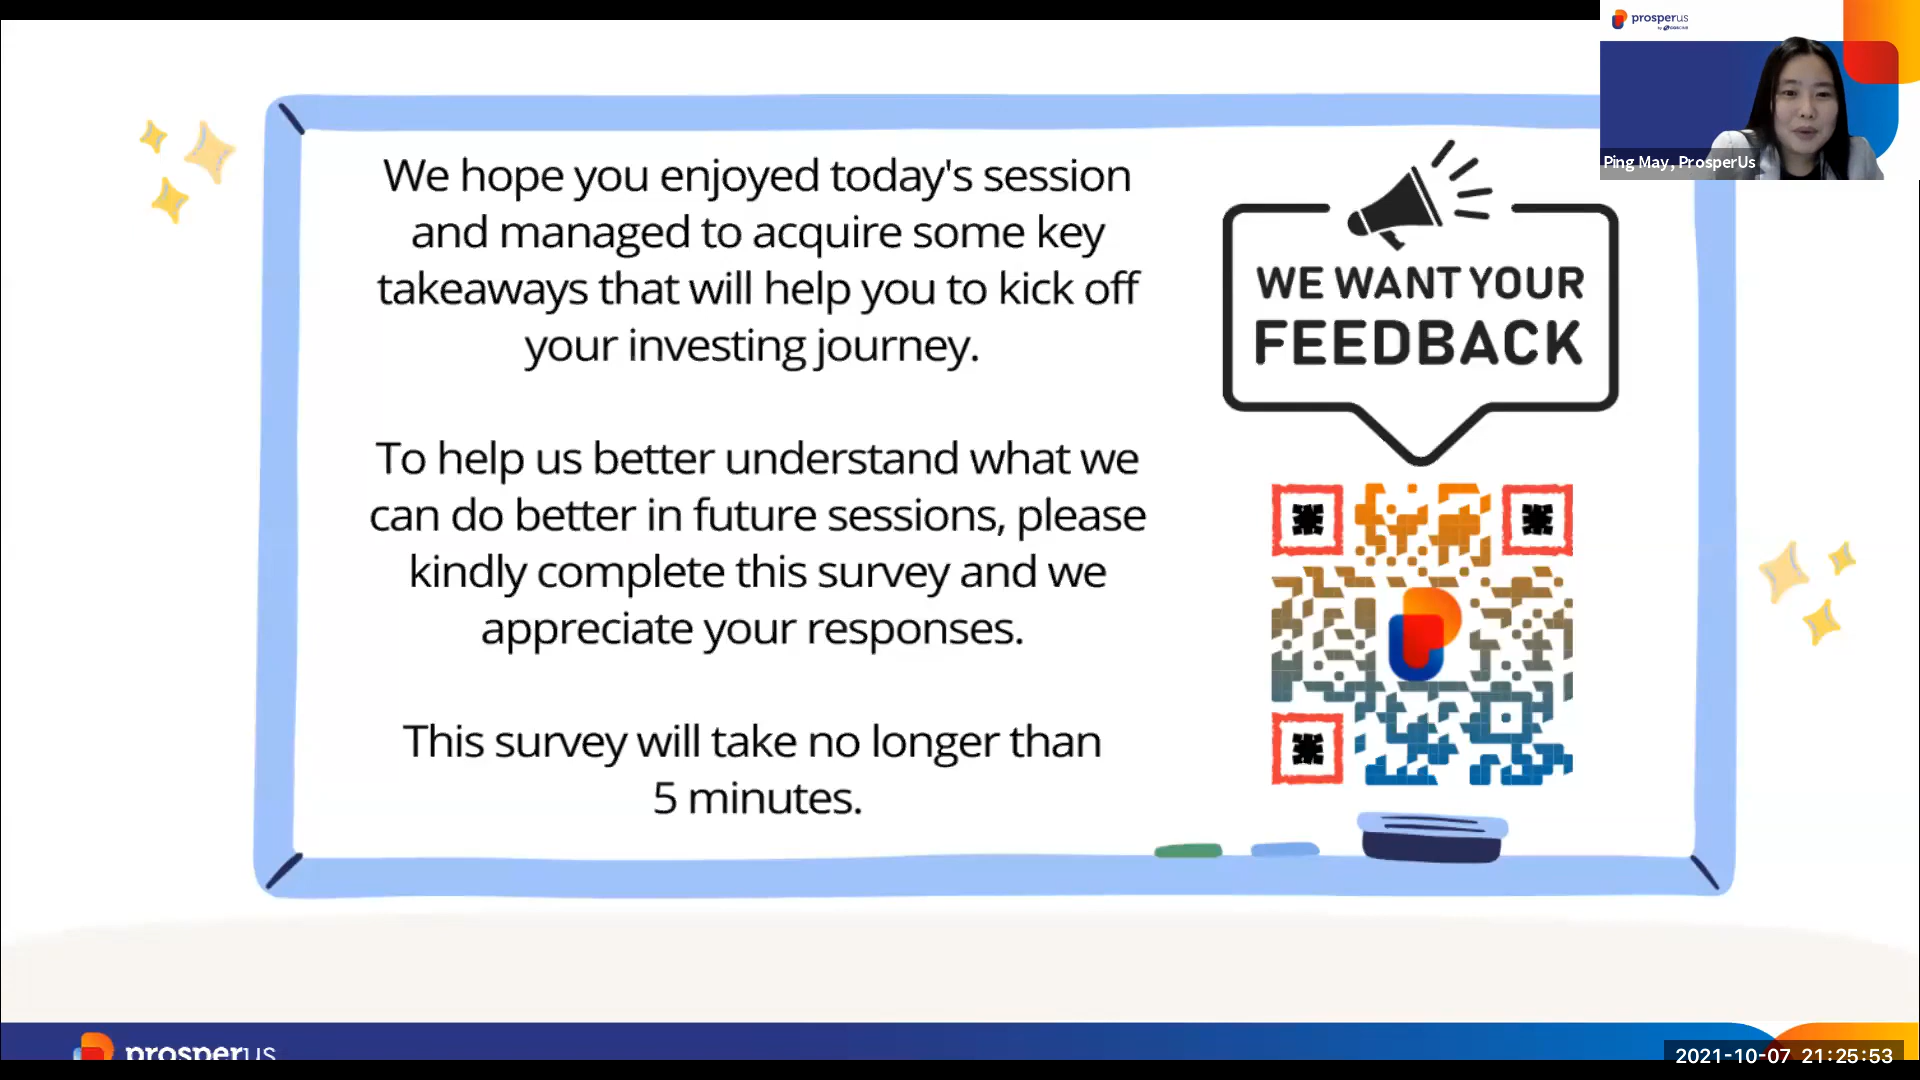 prosperus
by CGS CIMB
Ping May, ProsperUs
We hope you enjoyed today's session
and managed to acquire some key
takeaways that will help you to kick off
your investing journey.
To help us better understand what we
can do better in future sessions, please
kindly complete this survey and we
appreciate your responses.
This survey will take no longer than
5 minutes.
WE WANT YOUR
FEEDBACK
prosperus
2021-10-07 21:25:53